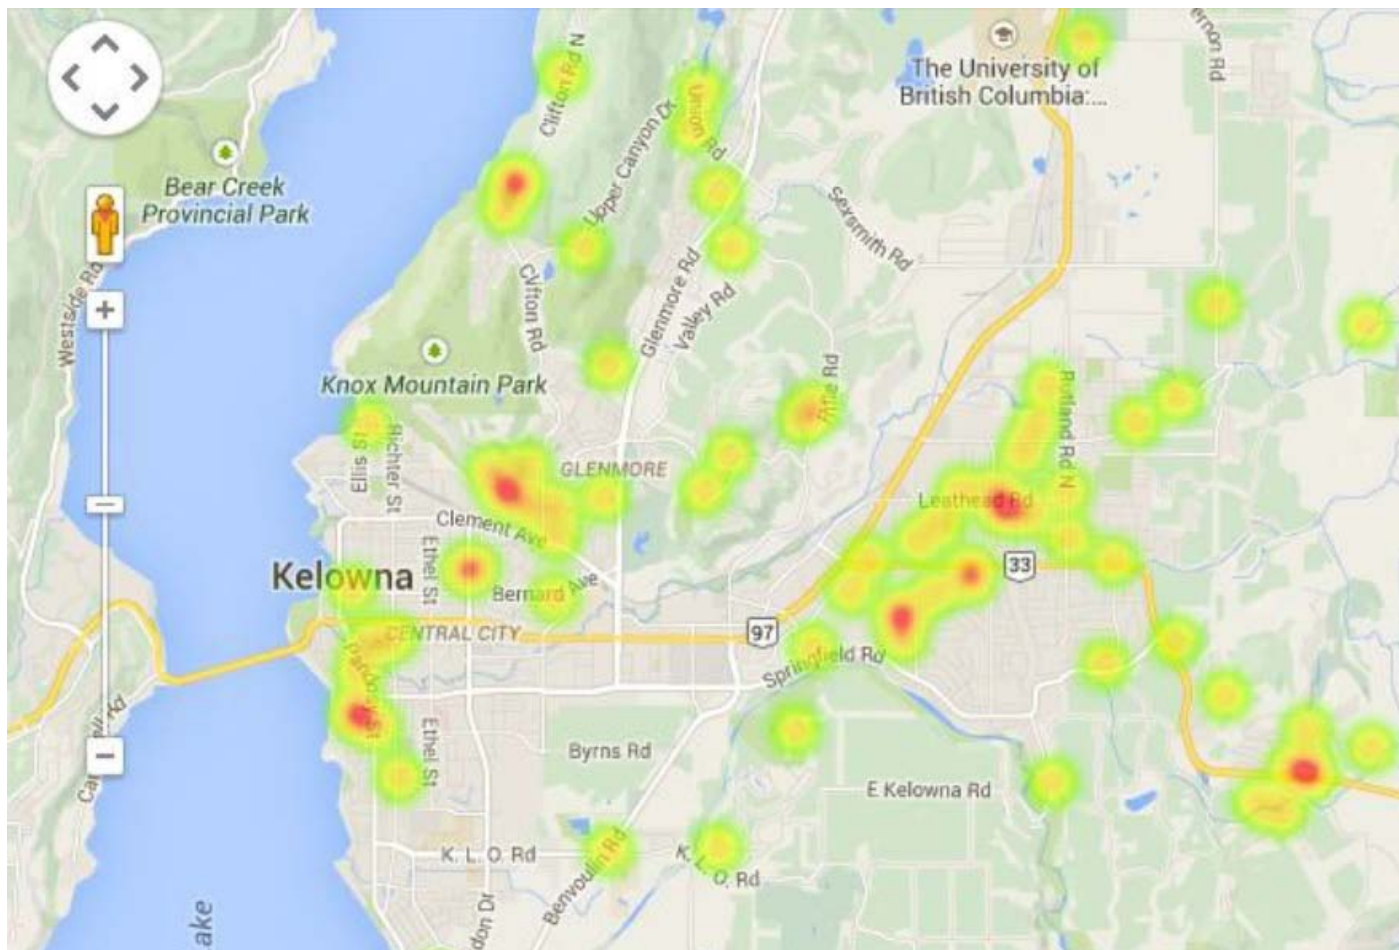 Clifton Rd N
Union Rd
Upper Canyon Dr
The University of
British Columbia:...
Bear Creek
Provincial Park
Sexsmith Rd
Westside Rd
Clifton Rd
Glenmore Rd
Valley Rd
Knox Mountain Park
Rutland Rd N
Ellis St
Richter St
GLENMORE
Leathead Rd
Clement Ave
Ethel St
Kelowna
Bernard Ave
33
CENTRAL CITY
97
Springfield Rd
Ethel St
Byrns Rd
E Kelowna Rd
K. L. O. Rd
Benvoulin Rd
K. L. O. Rd